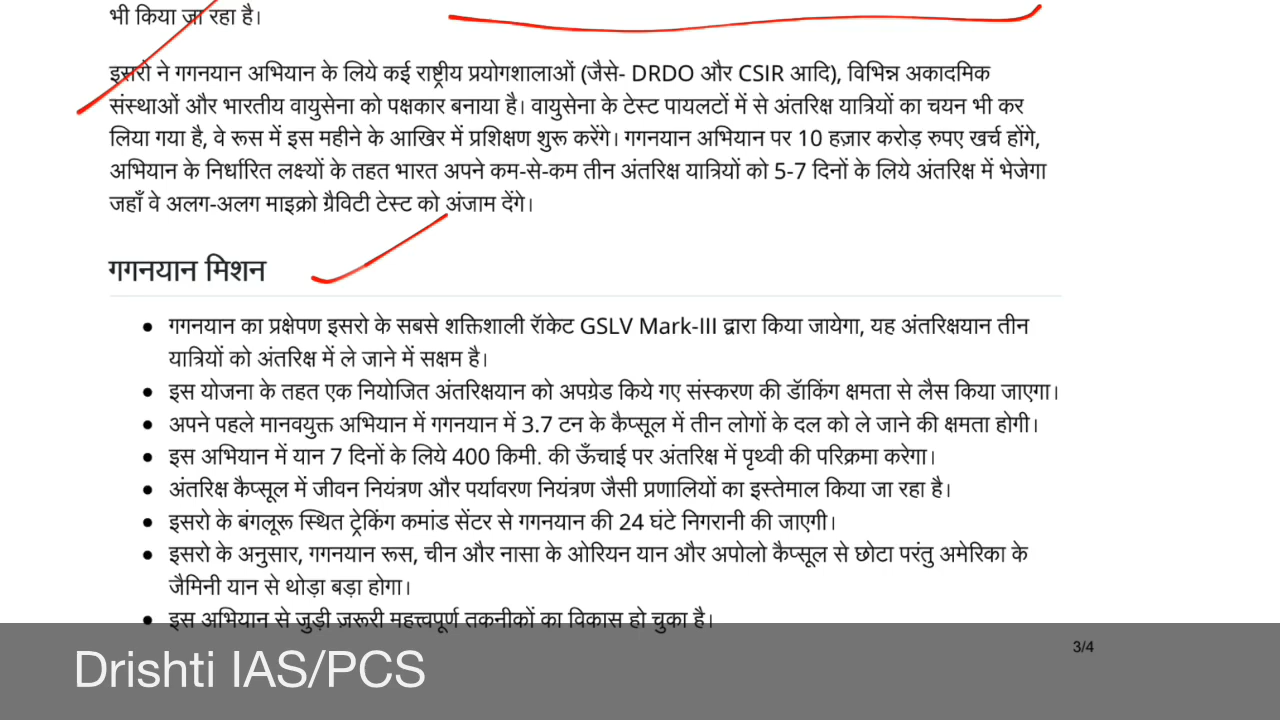 भी किया जा रहा है।
इसरो ने गगनयान अभियान के लिये कई राष्ट्रीय प्रयोगशालाओं (जैसे- DRDO और CSIR आदि), विभिन्न अकादमिक
संस्थाओं और भारतीय वायुसेना को पक्षकार बनाया है। वायुसेना के टेस्ट पायलटों में से अंतरिक्ष यात्रियों का चयन भी कर
लिया गया है, वे रूस में इस महीने के आखिर में प्रशिक्षण शुरू करेंगे। गगनयान अभियान पर 10 हज़ार करोड़ रुपए खर्च होंगे,
अभियान के निर्धारित लक्ष्यों के तहत भारत अपने कम-से-कम तीन अंतरिक्ष यात्रियों को 5-7 दिनों के लिये अंतरिक्ष में भेजेगा
जहाँ वे अलग-अलग माइक्रो ग्रैविटी टेस्ट को अंजाम देंगे।
गगनयान मिशन
• गगनयान का प्रक्षेपण इसरो के सबसे शक्तिशाली रॉकेट GSLV Mark-III द्वारा किया जायेगा, यह अंतरिक्षयान तीन
यात्रियों को अंतरिक्ष में ले जाने में सक्षम है।
• इस योजना के तहत एक नियोजित अंतरिक्षयान को अपग्रेड किये गए संस्करण की डॉकिंग क्षमता से लैस किया जाएगा।
• अपने पहले मानवयुक्त अभियान में गगनयान में 3.7 टन के कैप्सूल में तीन लोगों के दल को ले जाने की क्षमता होगी।
• इस अभियान में यान 7 दिनों के लिये 400 किमी. की ऊँचाई पर अंतरिक्ष में पृथ्वी की परिक्रमा करेगा।
• अंतरिक्ष कैप्सूल में जीवन नियंत्रण और पर्यावरण नियंत्रण जैसी प्रणालियों का इस्तेमाल किया जा रहा है।
• इसरो के बंगलूरू स्थित ट्रेकिंग कमांड सेंटर से गगनयान की 24 घंटे निगरानी की जाएगी।
• इसरो के अनुसार, गगनयान रूस, चीन और नासा के ओरियन यान और अपोलो कैप्सूल से छोटा परंतु अमेरिका के
जैमिनी यान से थोड़ा बड़ा होगा।
• इस अभियान से जुड़ी ज़रूरी महत्त्वपूर्ण तकनीकों का विकास हो चुका है।
3/4
Drishti IAS/PCS